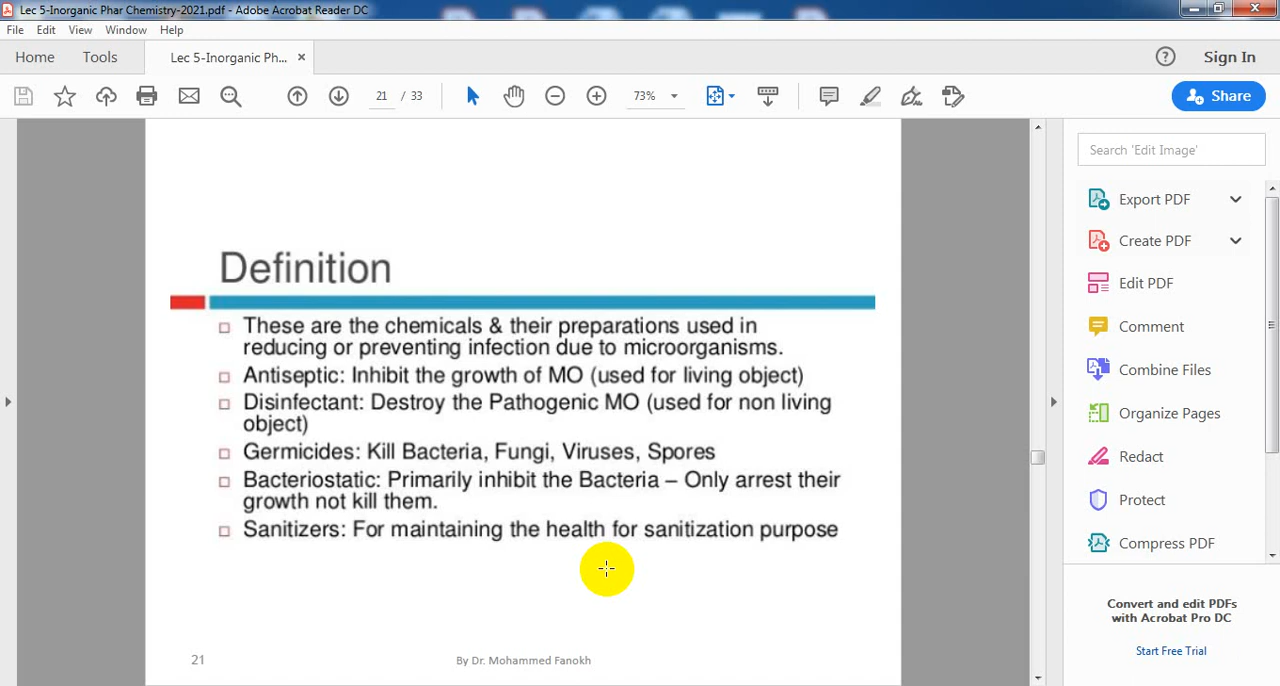 Lec 5-Inorganic Phar Chemistry-2021.pdf - Adobe Acrobat Reader DC
File Edit View Window Help
Home Tools Lec 5-Inorganic Ph... × ? Sign In
21 / 33 73% Share
Search 'Edit Image'
Export PDF
Create PDF
Edit PDF
Comment
Combine Files
Organize Pages
Redact
Protect
Compress PDF
Convert and edit PDFs
with Acrobat Pro DC
Start Free Trial
Definition
These are the chemicals & their preparations used in
reducing or preventing infection due to microorganisms.
Antiseptic: Inhibit the growth of MO (used for living object)
Disinfectant: Destroy the Pathogenic MO (used for non living
object)
Germicides: Kill Bacteria, Fungi, Viruses, Spores
Bacteriostatic: Primarily inhibit the Bacteria – Only arrest their
growth not kill them.
Sanitizers: For maintaining the health for sanitization purpose
21 By Dr. Mohammed Fanokh